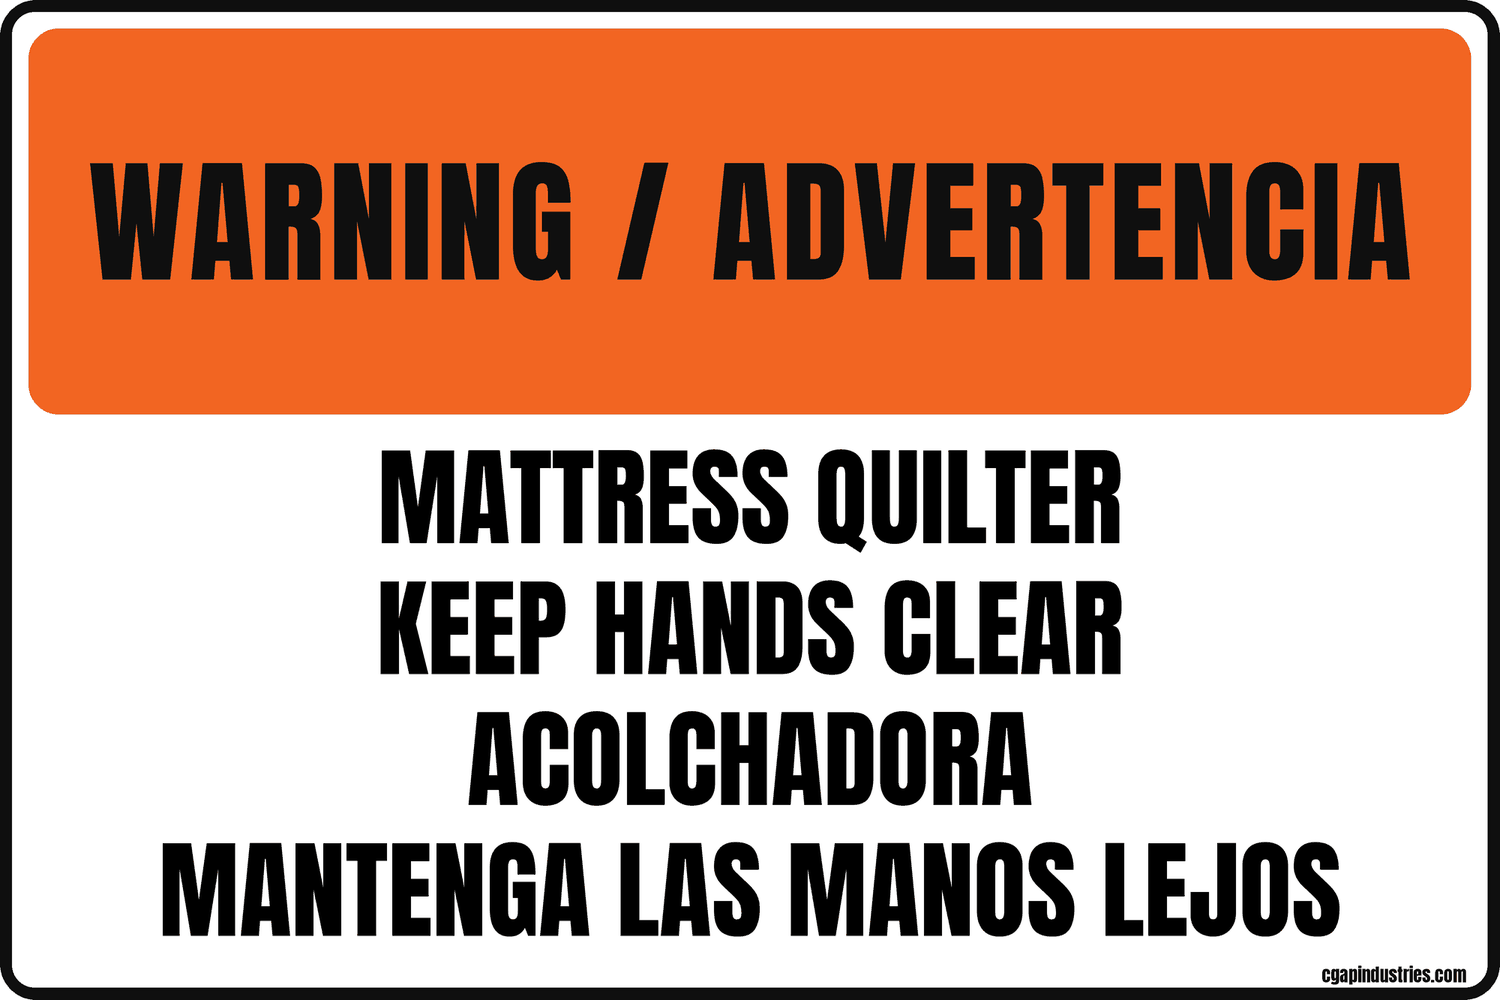 WARNING / ADVERTENCIA
MATTRESS QUILTER
KEEP HANDS CLEAR
ACOLCHADORA
MANTENGA LAS MANOS LEJOS
cgapindustries.com